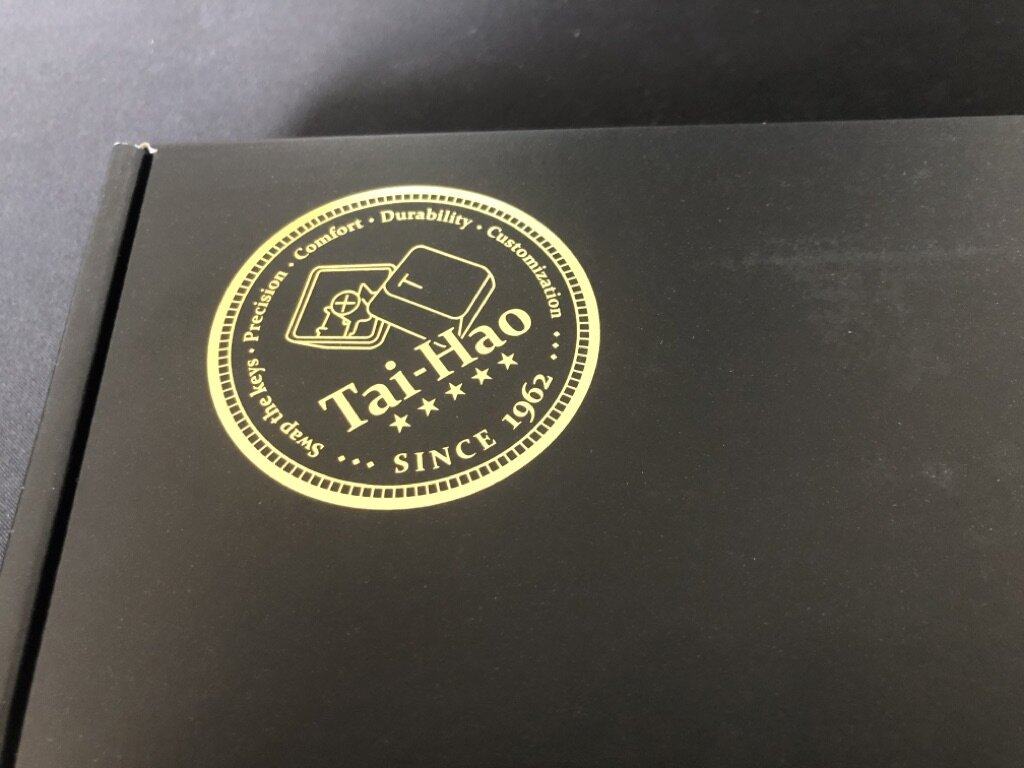 Swap the keys · Precision · Comfort · Durability · Customization
T
Tai-Hao
SINCE 1962